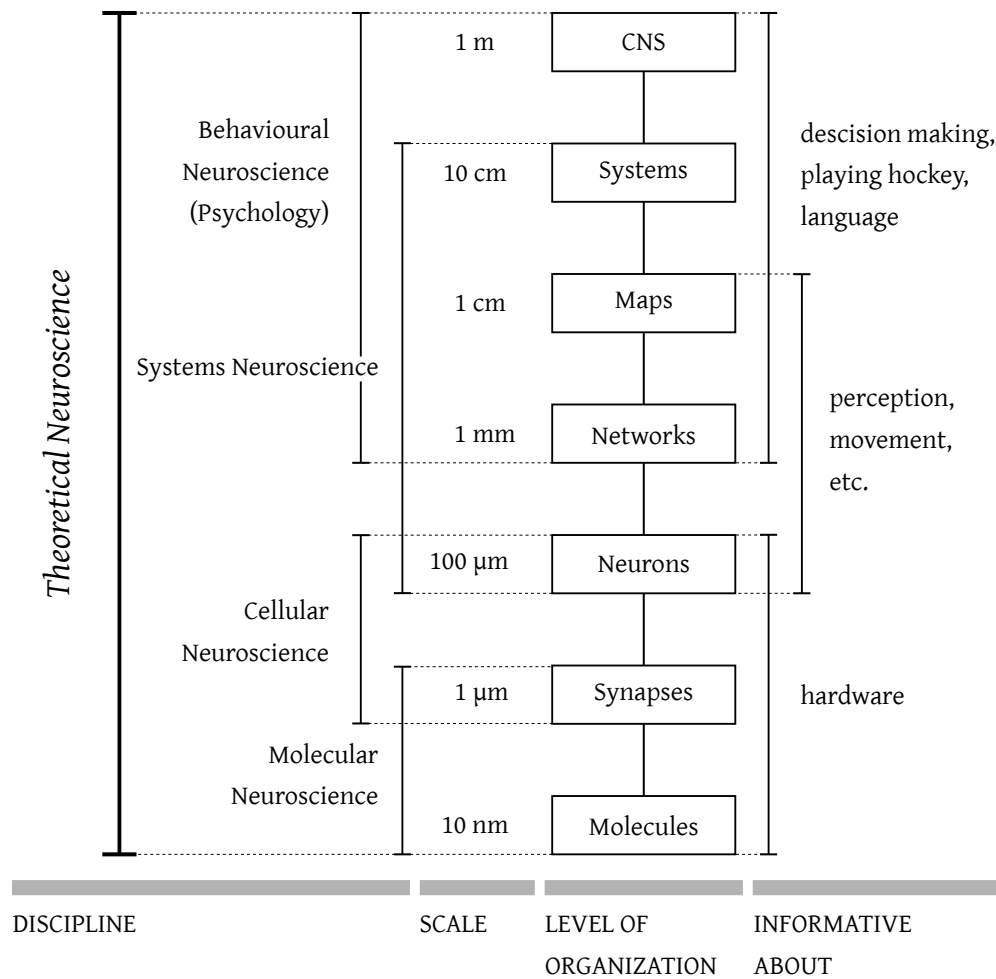 1 m
CNS
Behavioural
Neuroscience
(Psychology)
10 cm
Systems
descision making,
playing hockey,
language
Theoretical Neuroscience
1 cm
Maps
Systems Neuroscience
1 mm
Networks
perception,
movement,
etc.
100 μm
Neurons
Cellular
Neuroscience
1 μm
Synapses
hardware
Molecular
Neuroscience
10 nm
Molecules
DISCIPLINE
SCALE
LEVEL OF
ORGANIZATION
INFORMATIVE
ABOUT